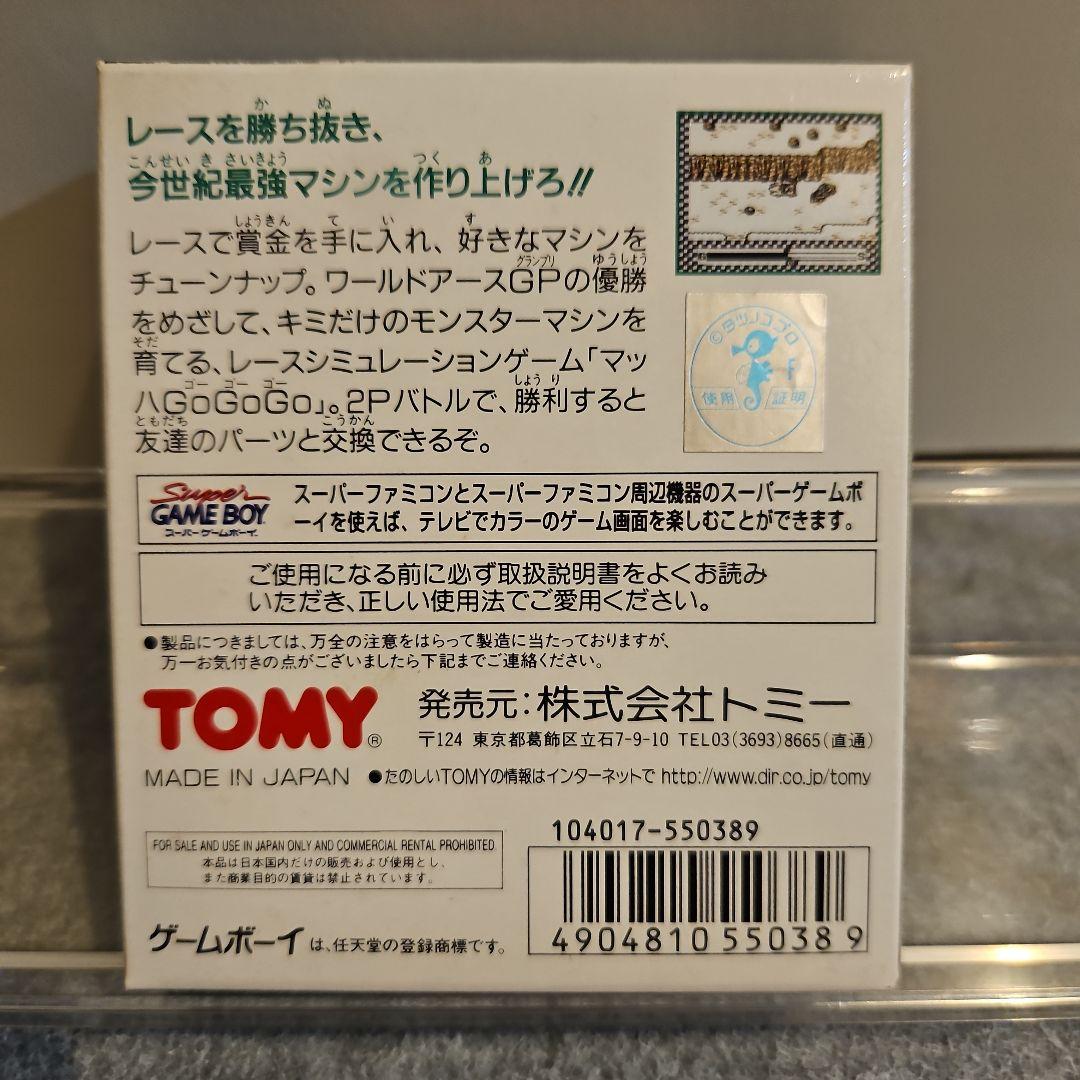 レースを勝ち抜き、
今世紀最強マシンを作り上げろ!!
レースで賞金を手に入れ、好きなマシンを
チューンナップ。ワールドアースGPの優勝
をめざして、キミだけのモンスターマシンを
育てる、レースシミュレーションゲーム「マッ
ハGoGoGo」。2Pバトルで、勝利すると
友達のパーツと交換できるぞ。
©タツノコプロ
使用 証明
Super
GAME BOY
スーパーゲームボーイ
スーパーファミコンとスーパーファミコン周辺機器のスーパーゲームボ
ーイを使えば、テレビでカラーのゲーム画面を楽しむことができます。
ご使用になる前に必ず取扱説明書をよくお読み
いただき、正しい使用法でご愛用ください。
●製品につきましては、万全の注意をはらって製造に当たっておりますが、
万一お気付きの点がございましたら下記までご連絡ください。
TOMY®
発売元:株式会社トミー
〒124 東京都葛飾区立石7-9-10 TEL03(3693)8665(直通)
MADE IN JAPAN ●たのしいTOMYの情報はインターネットで http://www.dir.co.jp/tomy
FOR SALE AND USE IN JAPAN ONLY AND COMMERCIAL RENTAL PROHIBITED.
本品は日本国内だけの販売および使用とし、
また商業目的の賃貸は禁止されています。
ゲームボーイは、任天堂の登録商標です。
104017-550389
4904810550389